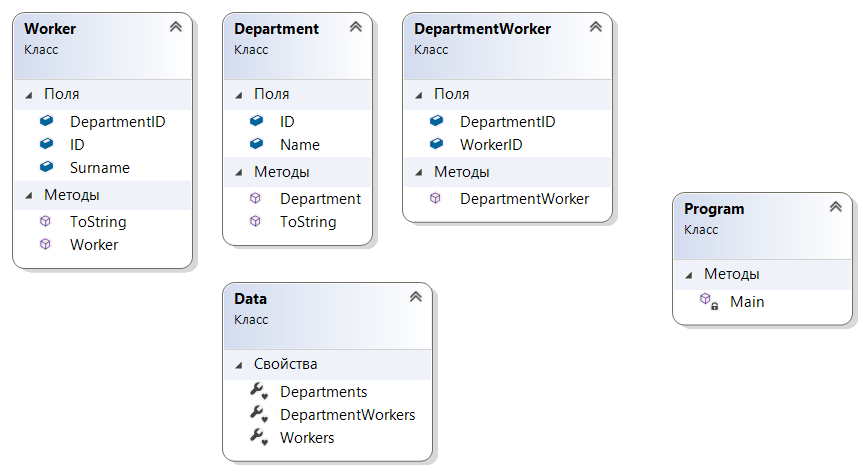 Worker
Класс
Поля
DepartmentID
ID
Surname
Методы
ToString
Worker
Department
Класс
Поля
ID
Name
Методы
Department
ToString
DepartmentWorker
Класс
Поля
DepartmentID
WorkerID
Методы
DepartmentWorker
Program
Класс
Методы
Main
Data
Класс
Свойства
Departments
DepartmentWorkers
Workers